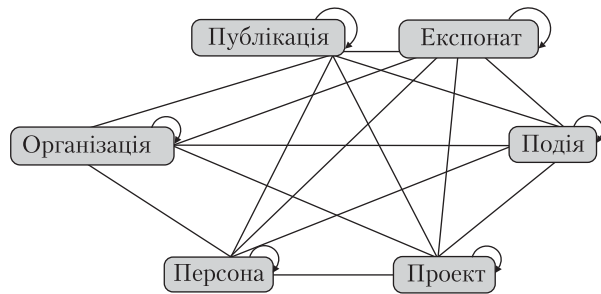 Публікація
Експонат
Організація
Подія
Персона
Проект